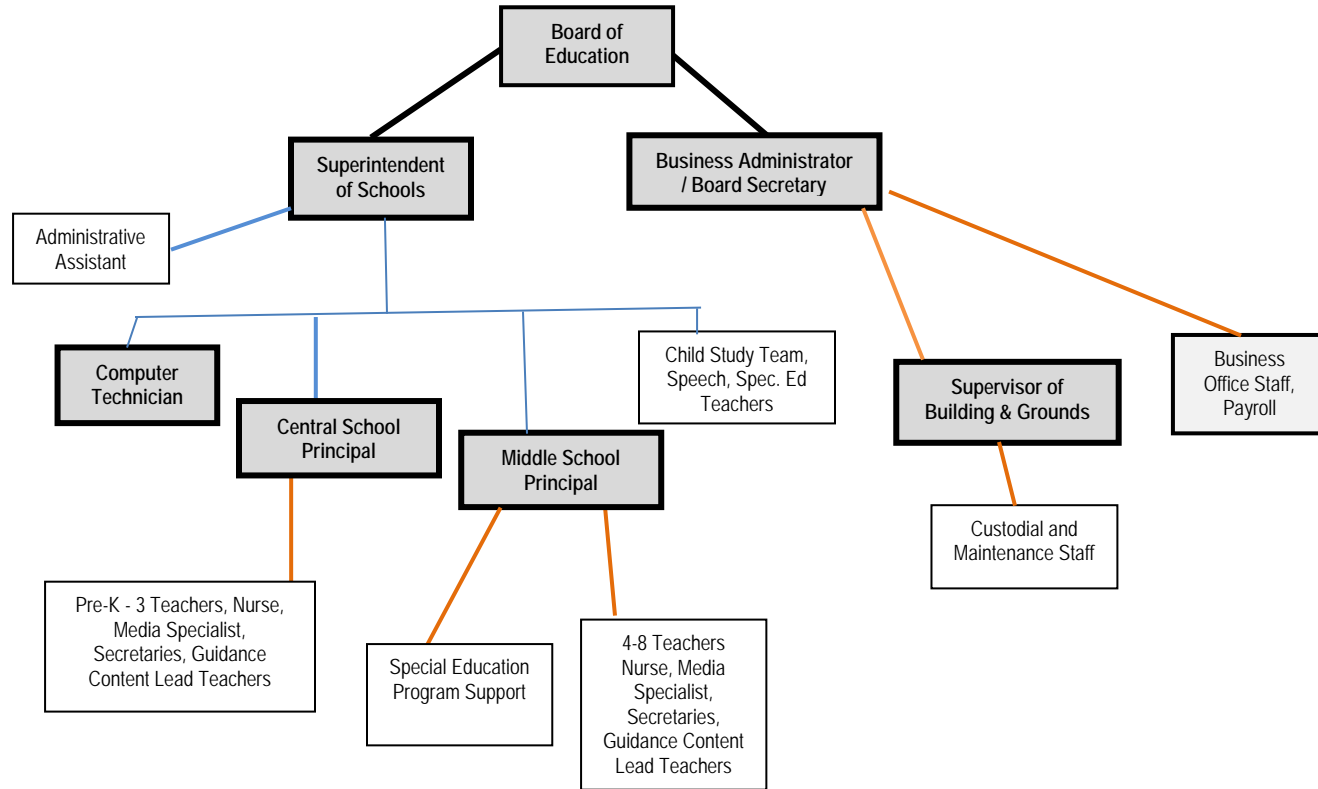 Board of
Education
Superintendent
of Schools
Business Administrator
/ Board Secretary
Administrative
Assistant
Computer
Technician
Central School
Principal
Middle School
Principal
Child Study Team,
Speech, Spec. Ed
Teachers
Supervisor of
Building & Grounds
Business
Office Staff,
Payroll
Custodial and
Maintenance Staff
Pre-K - 3 Teachers, Nurse,
Media Specialist,
Secretaries, Guidance
Content Lead Teachers
Special Education
Program Support
4-8 Teachers
Nurse, Media
Specialist,
Secretaries,
Guidance Content
Lead Teachers